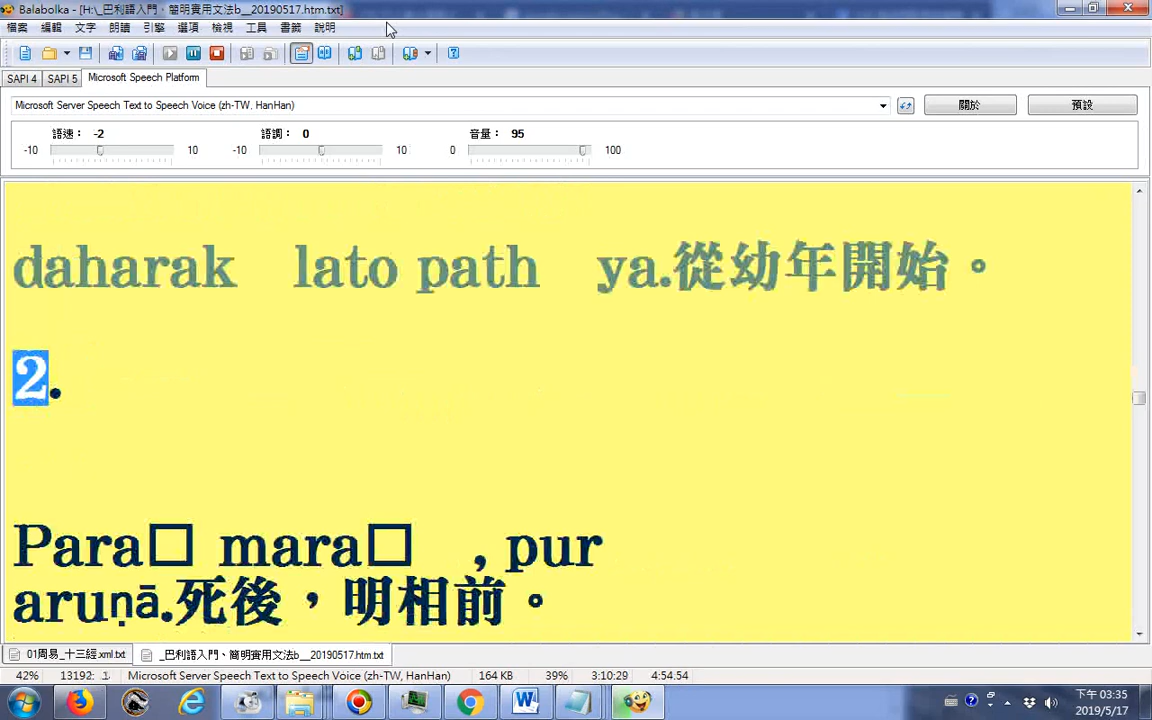 Balabolka - [H:\_巴利語入門、簡明實用文法b__20190517.htm.txt]
檔案 編輯 文字 朗讀 引擎 選項 檢視 工具 書籤 說明
SAPI 4 SAPI 5 Microsoft Speech Platform
Microsoft Server Speech Text to Speech Voice (zh-TW, HanHan) 關於 預設
語速： -2 語調： 0 音量： 95
-10 10 -10 10 0 100
daharak lato path ya.從幼年開始。
2.
Para□ mara□ , pur
aruṇā.死後，明相前。
01周易_十三經.xml.txt _巴利語入門、簡明實用文法b__20190517.htm.txt
42% 13192: 1 Microsoft Server Speech Text to Speech Voice (zh-TW, HanHan) 164 KB 39% 3:10:29 4:54.54
下午 03:35
2019/5/17